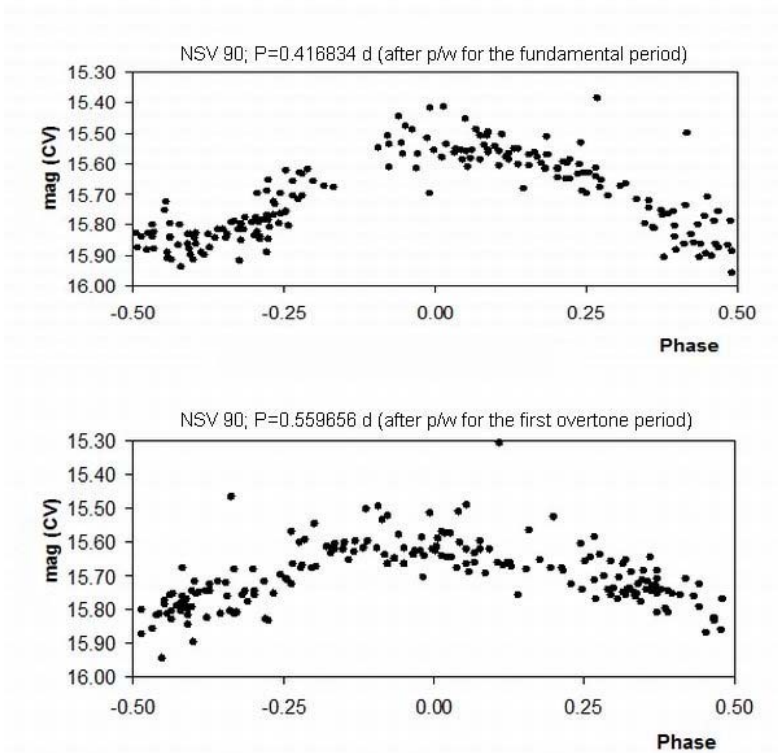 NSV 90; P=0.416834 d (after p/w for the fundamental period)
mag (CV)
15.30
15.40
15.50
15.60
15.70
15.80
15.90
16.00
-0.50 -0.25 0.00 0.25 0.50
Phase
NSV 90; P=0.559656 d (after p/w for the first overtone period)
mag (CV)
15.30
15.40
15.50
15.60
15.70
15.80
15.90
16.00
-0.50 -0.25 0.00 0.25 0.50
Phase